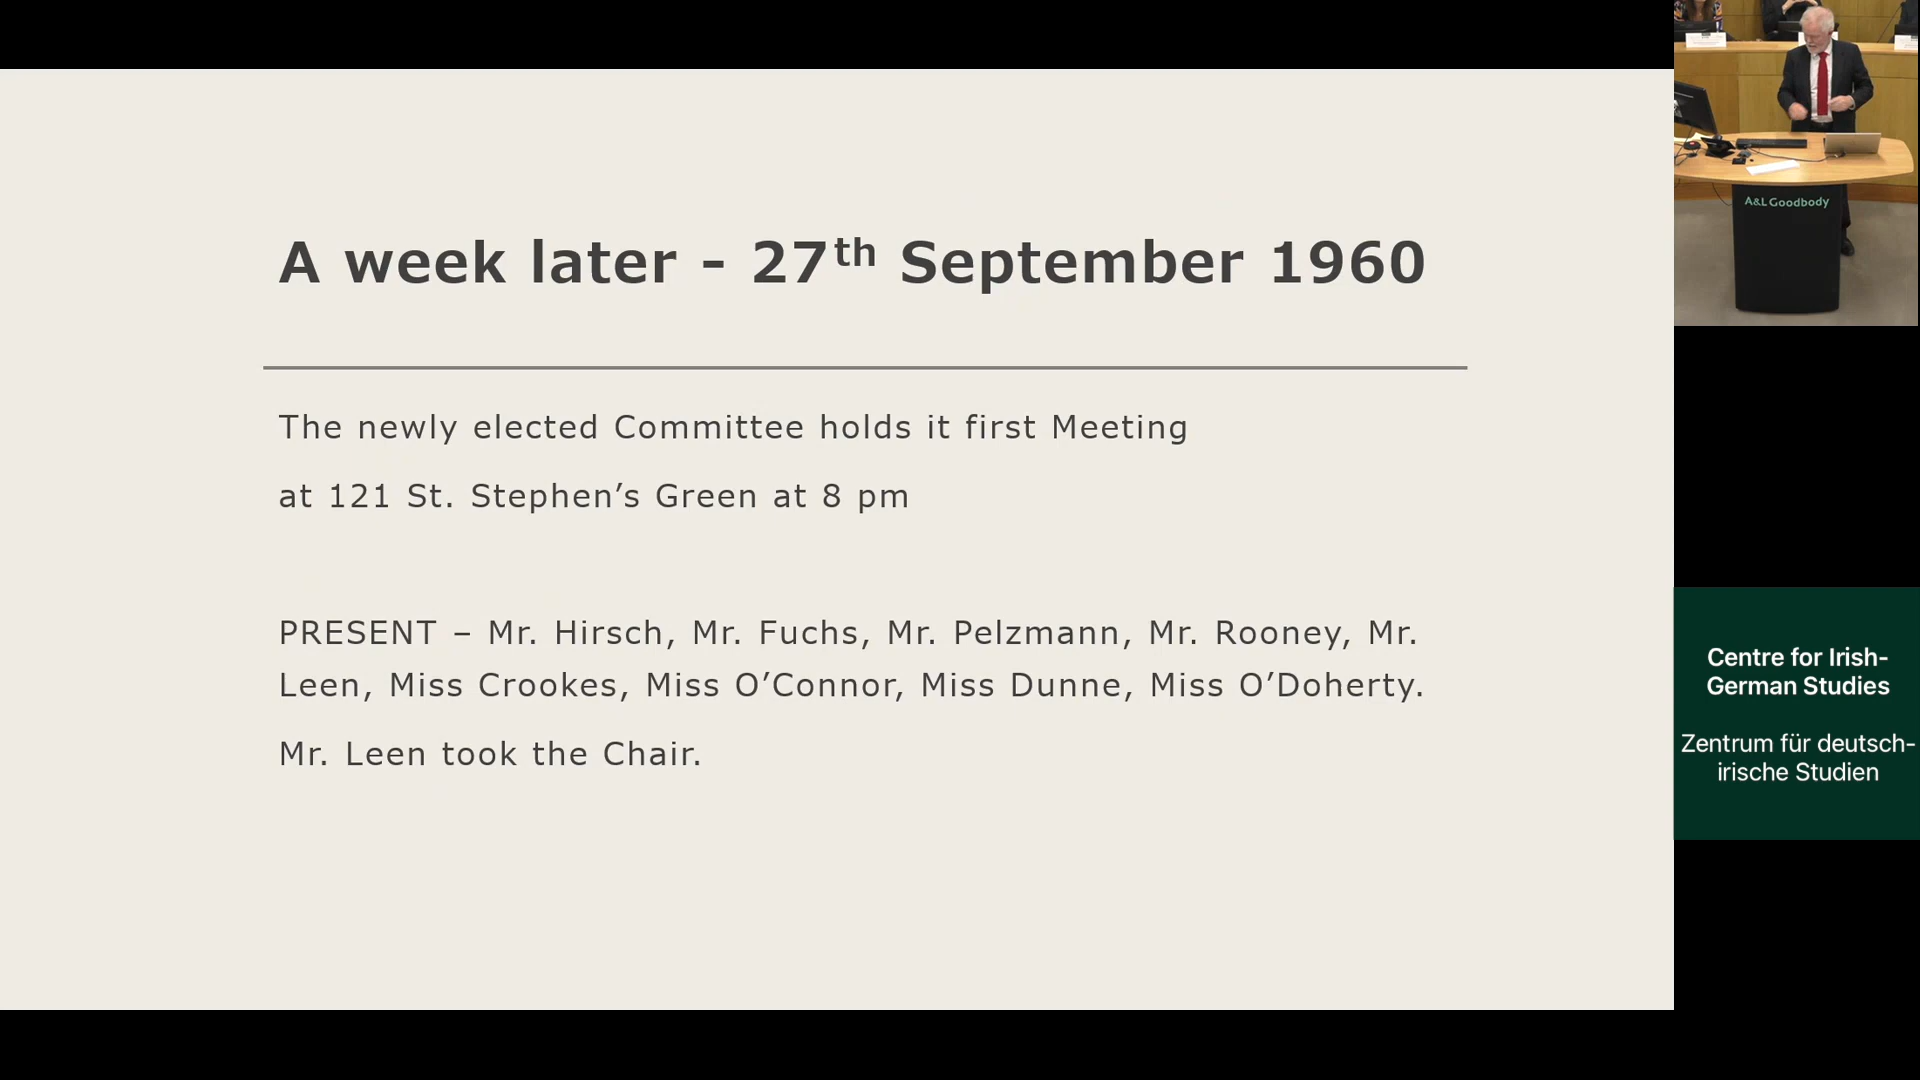 A week later - 27th September 1960
The newly elected Committee holds it first Meeting
at 121 St. Stephen’s Green at 8 pm
PRESENT – Mr. Hirsch, Mr. Fuchs, Mr. Pelzmann, Mr. Rooney, Mr.
Leen, Miss Crookes, Miss O’Connor, Miss Dunne, Miss O’Doherty.
Mr. Leen took the Chair.
A&L Goodbody
Centre for Irish-
German Studies
Zentrum für deutsch-
irische Studien